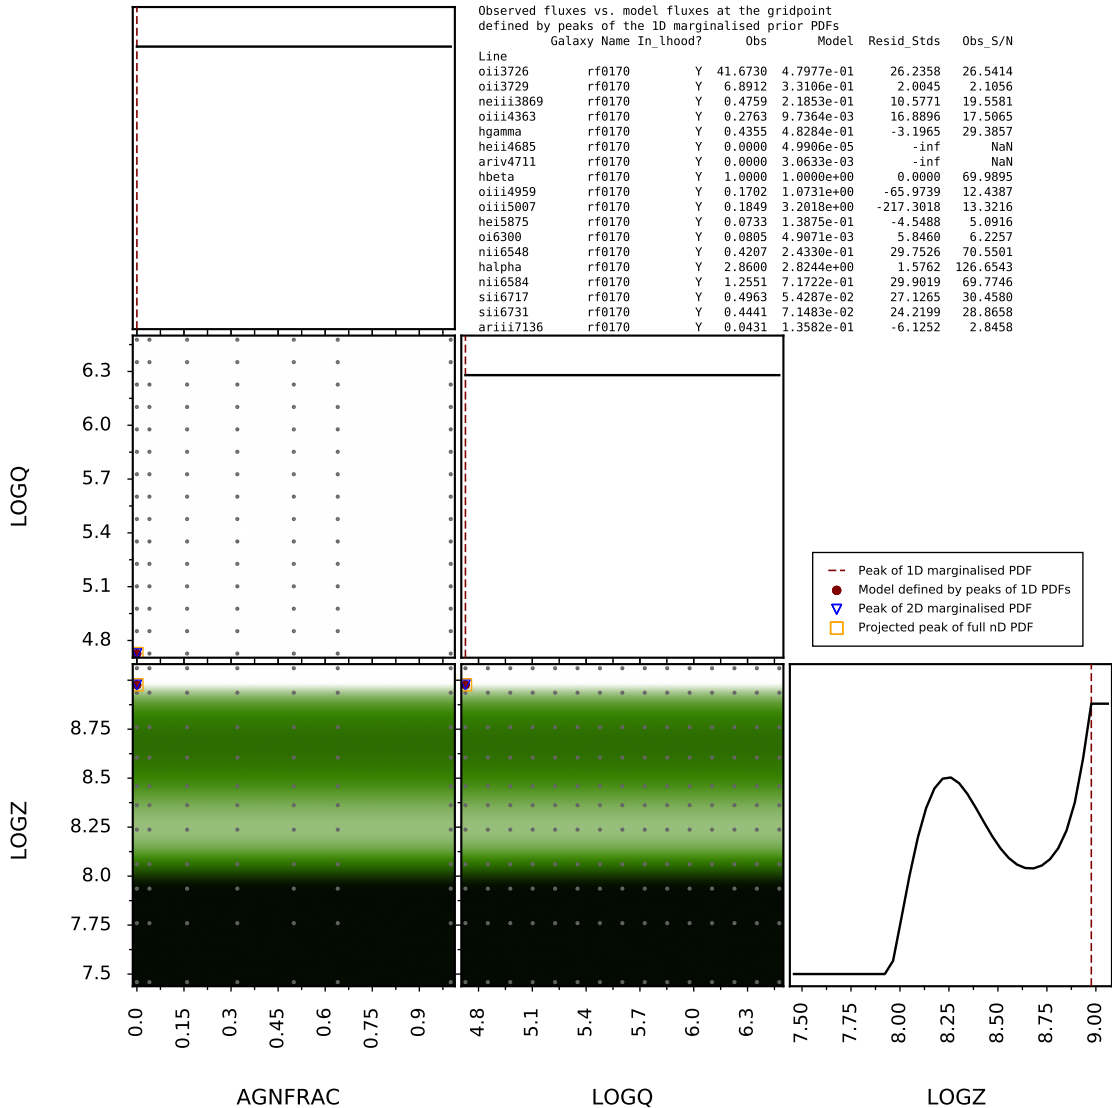 Observed fluxes vs. model fluxes at the gridpoint
defined by peaks of the 1D marginalised prior PDFs
Galaxy Name In_lhood? Obs Model Resid_Stds Obs_S/N
Line
oii3726 rf0170 Y 41.6730 4.7977e-01 26.2358 26.5414
oii3729 rf0170 Y 6.8912 3.3106e-01 2.0045 2.1056
neiii3869 rf0170 Y 0.4759 2.1853e-01 10.5771 19.5581
oiii4363 rf0170 Y 0.2763 9.7364e-03 16.8896 17.5065
hgamma rf0170 Y 0.4355 4.8284e-01 -3.1965 29.3857
heii4685 rf0170 Y 0.0000 4.9906e-05 -inf NaN
ariv4711 rf0170 Y 0.0000 3.0633e-03 -inf NaN
hbeta rf0170 Y 1.0000 1.0000e+00 0.0000 69.9895
oiii4959 rf0170 Y 0.1702 1.0731e+00 -65.9739 12.4387
oiii5007 rf0170 Y 0.1849 3.2018e+00 -217.3018 13.3216
hei5875 rf0170 Y 0.0733 1.3875e-01 -4.5488 5.0916
oi6300 rf0170 Y 0.0805 4.9071e-03 5.8460 6.2257
nii6548 rf0170 Y 0.4207 2.4330e-01 29.7526 70.5501
halpha rf0170 Y 2.8600 2.8244e+00 1.5762 126.6543
nii6584 rf0170 Y 1.2551 7.1722e-01 29.9019 69.7746
sii6717 rf0170 Y 0.4963 5.4287e-02 27.1265 30.4580
sii6731 rf0170 Y 0.4441 7.1483e-02 24.2199 28.8658
ariii7136 rf0170 Y 0.0431 1.3582e-01 -6.1252 2.8458
LOGQ
6.3
6.0
5.7
5.4
5.1
4.8
Peak of 1D marginalised PDF
Model defined by peaks of 1D PDFs
Peak of 2D marginalised PDF
Projected peak of full nD PDF
LOGZ
8.75
8.5
8.25
8.0
7.75
7.5
0.0 0.15 0.3 0.45 0.6 0.75 0.9
4.8 5.1 5.4 5.7 6.0 6.3
7.50 7.75 8.00 8.25 8.50 8.75 9.00
AGNFRAC LOGQ LOGZ